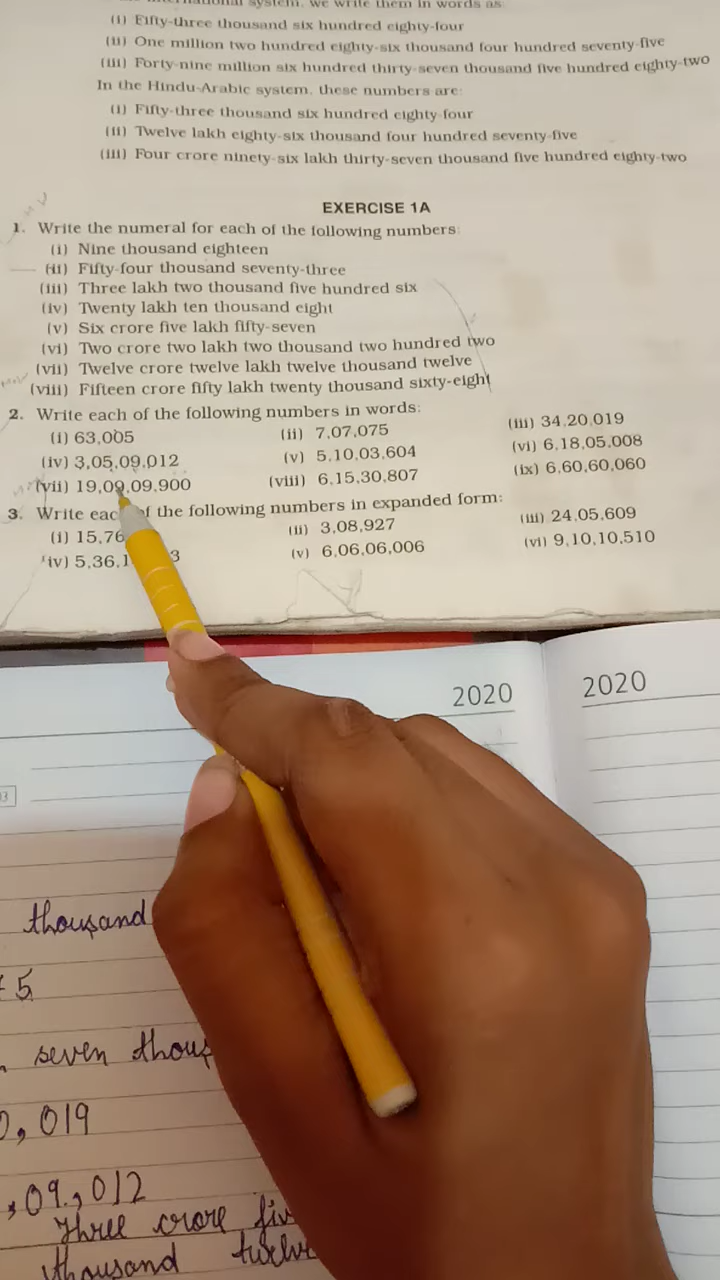 system, we write them in words as
(i) Fifty-three thousand six hundred eighty-four
(ii) One million two hundred eighty-six thousand four hundred seventy-five
(iii) Forty-nine million six hundred thirty-seven thousand five hundred eighty-two
In the Hindu-Arabic system, these numbers are:
(i) Fifty-three thousand six hundred eighty-four
(ii) Twelve lakh eighty-six thousand four hundred seventy-five
(iii) Four crore ninety-six lakh thirty-seven thousand five hundred eighty-two
EXERCISE 1A
1. Write the numeral for each of the following numbers:
(i) Nine thousand eighteen
(ii) Fifty-four thousand seventy-three
(iii) Three lakh two thousand five hundred six
(iv) Twenty lakh ten thousand eight
(v) Six crore five lakh fifty-seven
(vi) Two crore two lakh two thousand two hundred two
(vii) Twelve crore twelve lakh twelve thousand twelve
(viii) Fifteen crore fifty lakh twenty thousand sixty-eight
2. Write each of the following numbers in words:
(i) 63,005 (ii) 7,07,075 (iii) 34,20,019
(iv) 3,05,09,012 (v) 5,10,03,604 (vi) 6,18,05,008
(vii) 19,09,09,900 (viii) 6,15,30,807 (ix) 6,60,60,060
3. Write each of the following numbers in expanded form:
(i) 15,76 (ii) 3,08,927 (iii) 24,05,609
(iv) 5,36,1 3 (v) 6,06,06,006 (vi) 9,10,10,510
2020 2020
thousand
5
seven thous
, 019
,09,012
Three crore fiv
thousand twelve